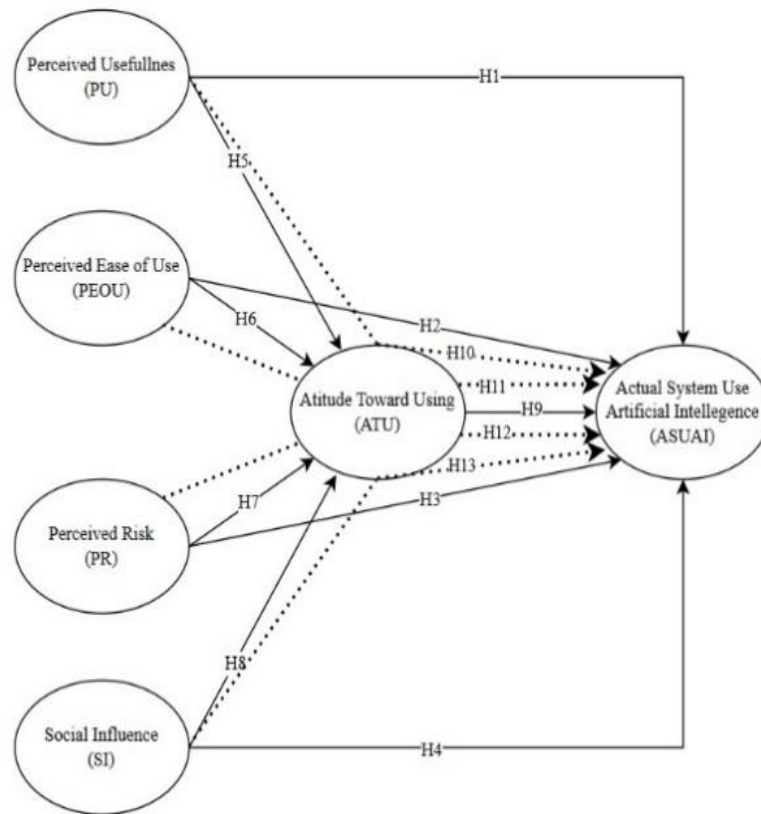 Perceived Usefullnes
(PU)
H1
H5
Perceived Ease of Use
(PEOU)
H6
H2
H10
H11
Atitude Toward Using
(ATU)
H9
Actual System Use
Artificial Intellegence
(ASUAI)
H12
H13
H7
H3
Perceived Risk
(PR)
H8
Social Influence
(SI)
H4